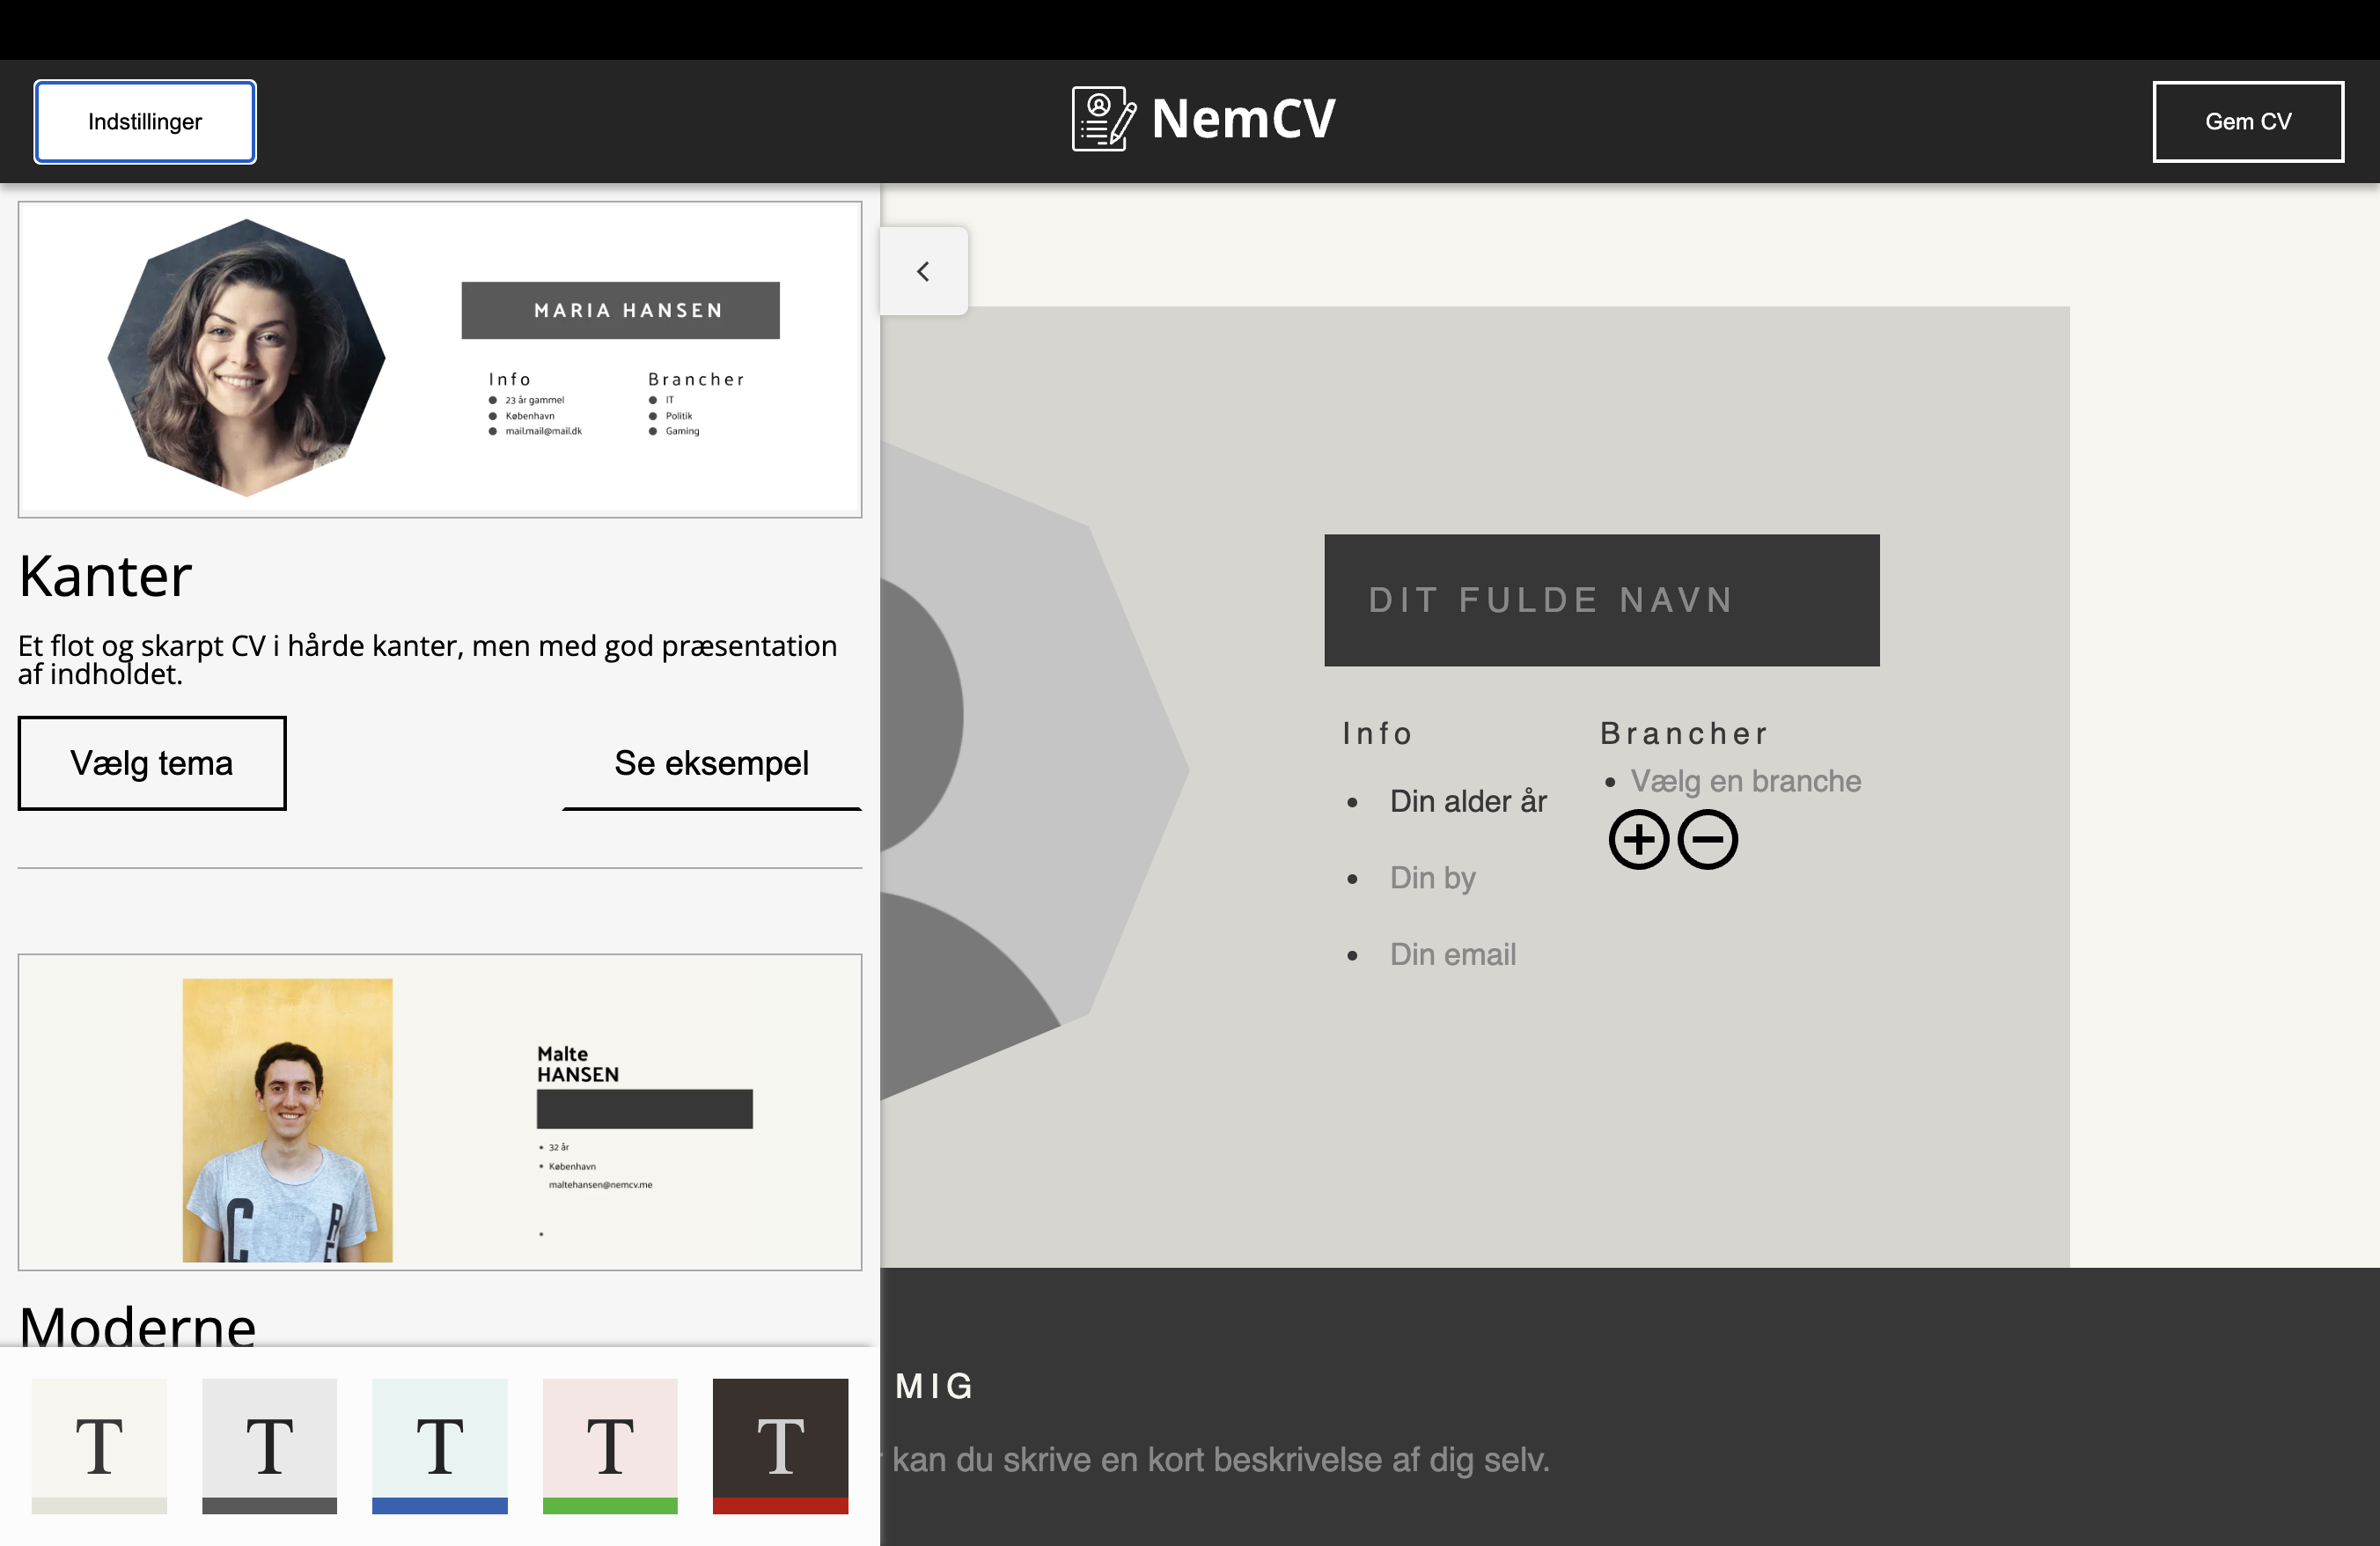 Indstillinger
NemCV
Gem CV
MARIA HANSEN
Info
23 år gammel
København
mail.mail@mail.dk
Brancher
IT
Politik
Gaming
Kanter
Et flot og skarpt CV i hårde kanter, men med god præsentation
af indholdet.
Vælg tema
Se eksempel
Malte
HANSEN
32 år
København
maltehansen@nemcv.me
Moderne
T
T
T
T
T
DIT FULDE NAVN
Info
Din alder år
Din by
Din email
Brancher
Vælg en branche
MIG
kan du skrive en kort beskrivelse af dig selv.